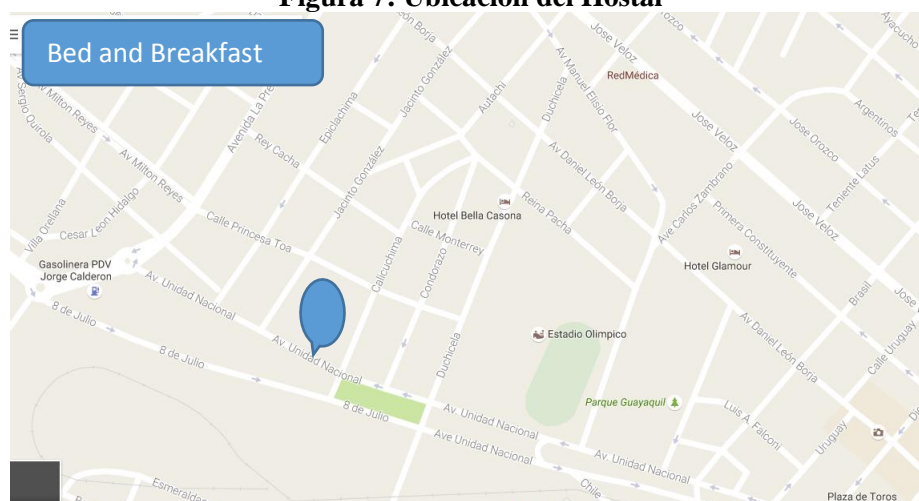 Figura 7: Ubicación del Hostal
Bed and Breakfast
León Borja
Jose Veloz
Orozco
Ayacucho
RedMédica
Av Manuel Elisio Flor
Jacinto González
Autachi
Duchicela
Epiclachima
Avenida La Pre
Av Milton Reyes
Av Sergio Quirola
Rey Cacha
Jose Veloz
Jose Orozco
Argentinos
Teniente Latus
Av Milton Reyes
Av Daniel León Borja
Ave Carlos Zambrano
Jacinto González
Reina Pacha
Hotel Bella Casona
Primera Constituyente
Jose Veloz
Villa Orellana
Cesar Leon Hidalgo
Calle Princesa Toa
Calle Monterrey
Calicuchima
Condorazo
Hotel Glamour
Gasolinera PDV
Jorge Calderon
Av. Unidad Nacional
Brasil
Jose
8 de Julio
Estadio Olimpico
Av Daniel León Borja
Calle Uruguay
8 de Julio
Av. Unidad Nacional
Duchicela
Parque Guayaquil
8 de Julio
Av. Unidad Nacional
Luis A. Falconi
Uruguay
Ave Unidad Nacional
Av. Unidad Nacional
Esmeraldas
Chile
Plaza de Toros